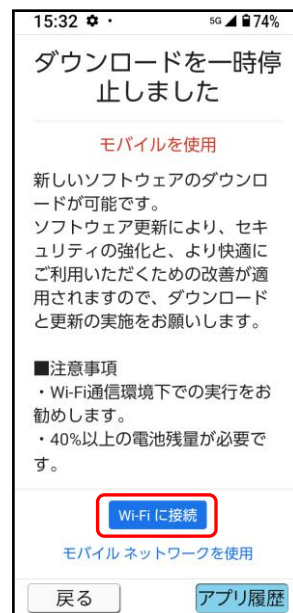 15:32 5G 74%
ダウンロードを一時停
止しました
モバイルを使用
新しいソフトウェアのダウンロ
ードが可能です。
ソフトウェア更新により、セキ
ュリティの強化と、より快適に
ご利用いただくための改善が適
用されますので、ダウンロード
と更新の実施をお願いします。
■注意事項
・Wi-Fi通信環境下での実行をお
勧めします。
・40%以上の電池残量が必要で
す。
Wi-Fi に接続
モバイル ネットワークを使用
戻る アプリ履歴